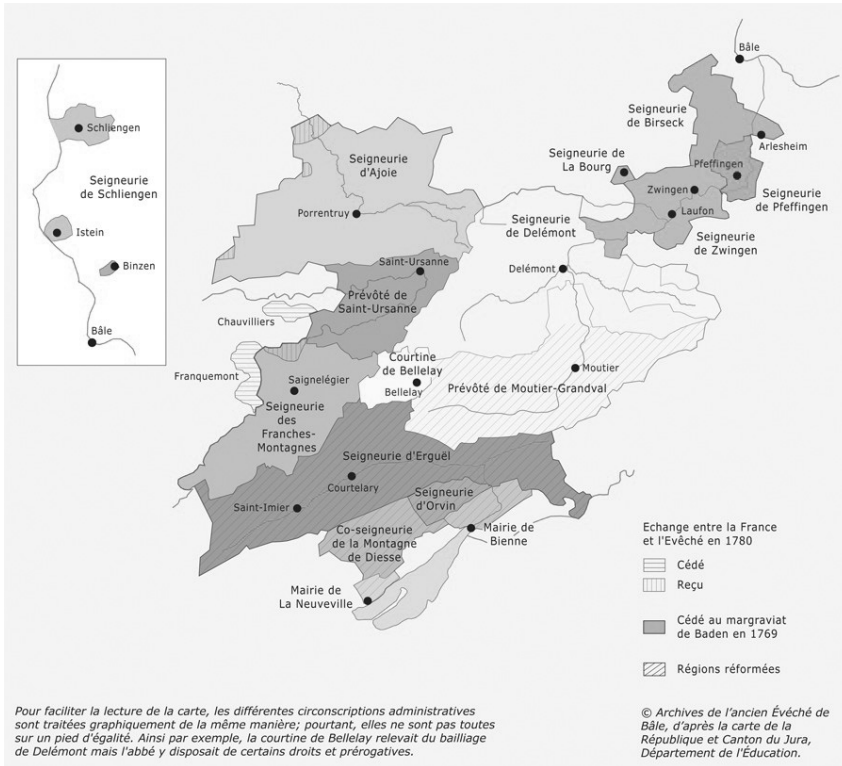 Schliengen
Seigneurie
de Schliengen
Istein
Binzen
Bâle
Bâle
Seigneurie
de Birseck
Arlesheim
Seigneurie de
La Bourg
Pfeffingen
Zwingen
Seigneurie
de Pfeffingen
Laufon
Seigneurie
de Zwingen
Seigneurie
d'Ajoie
Porrentruy
Seigneurie
de Delémont
Delémont
Saint-Ursanne
Prévôté de
Saint-Ursanne
Chauvilliers
Franquemont
Saignelégier
Seigneurie
des
Franches-
Montagnes
Courtine
de Bellelay
Bellelay
Moutier
Prévôté de Moutier-Grandval
Seigneurie d'Erguël
Courtelary
Saint-Imier
Seigneurie
d'Orvin
Co-seigneurie
de la Montagne
de Diesse
Mairie de
Bienne
Mairie de
La Neuveville
Echange entre la France
et l'Evêché en 1780
Cédé
Reçu
Cédé au margraviat
de Baden en 1769
Régions réformées
Pour faciliter la lecture de la carte, les différentes circonscriptions administratives
sont traitées graphiquement de la même manière; pourtant, elles ne sont pas toutes
sur un pied d'égalité. Ainsi par exemple, la courtine de Bellelay relevait du bailliage
de Delémont mais l'abbé y disposait de certains droits et prérogatives.
© Archives de l'ancien Évéché de
Bâle, d'après la carte de la
République et Canton du Jura,
Département de l'Éducation.